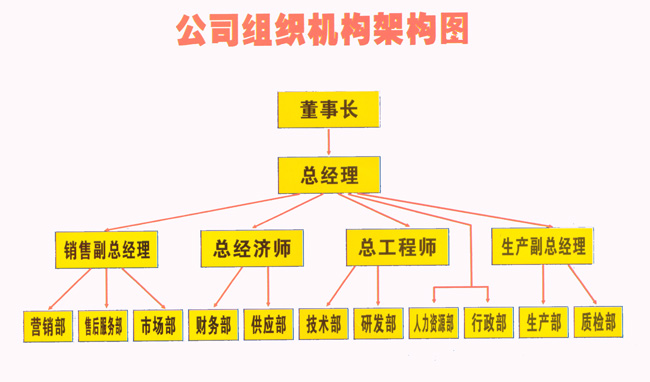 公司组织机构架构图
董事长
总经理
销售副总经理
总经济师
总工程师
生产副总经理
营销部
售后服务部
市场部
财务部
供应部
技术部
研发部
人力资源部
行政部
生产部
质检部